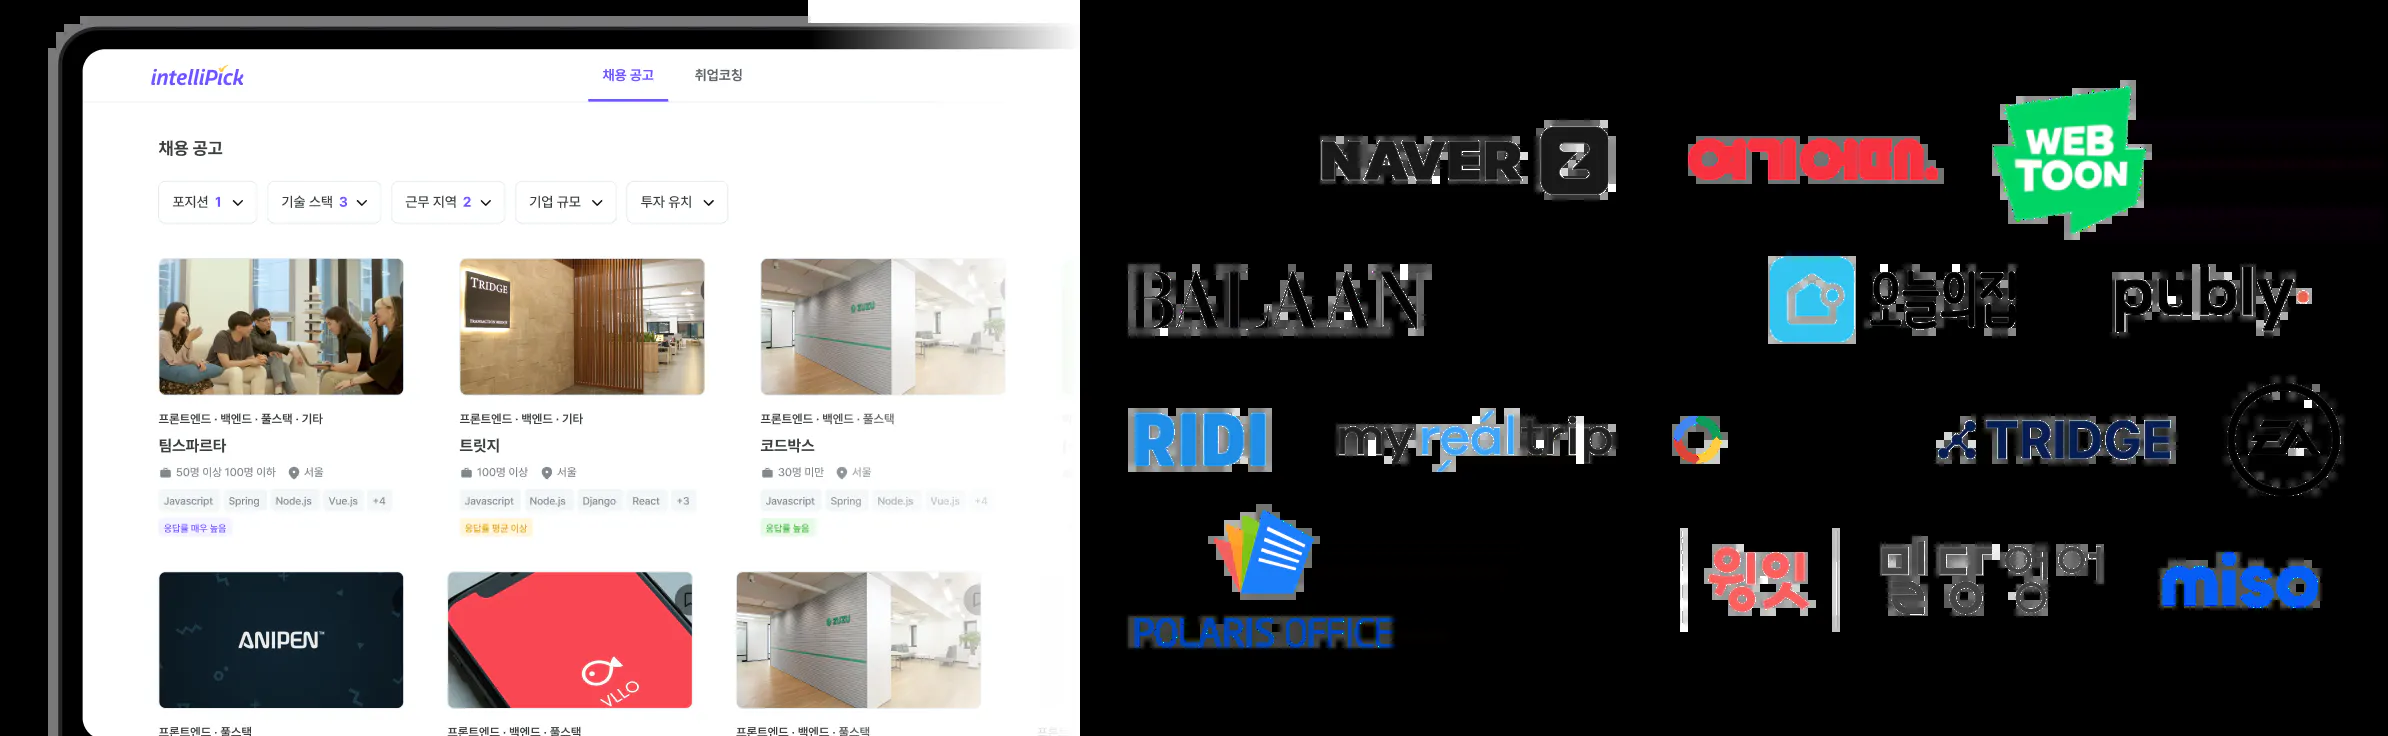 intelliPick
채용 공고
취업코칭
채용 공고
포지션 1
기술 스택 3
근무 지역 2
기업 규모
투자 유치
TRIDGE
ZUZU
프론트엔드 · 백엔드 · 풀스택 · 기타
팀스파르타
50명 이상 100명 이하 서울
Javascript Spring Node.js Vue.js +4
응답률 매우 높음
프론트엔드 · 백엔드 · 기타
트릿지
100명 이상 서울
Javascript Node.js Django React +3
응답률 평균 이상
프론트엔드 · 백엔드 · 풀스택
코드박스
30명 미만 서울
Javascript Spring Node.js Vue.js +4
응답률 높음
ANIPEN™
VLLO
ZUZU
프론트엔드 · 풀스택
프론트엔드 · 백엔드 · 풀스택
프론트엔드 · 백엔드 · 풀스택
NAVER Z
여기어때.
WEB
TOON
BALAAN
오늘의집
publy
RIDI
myrealtrip
TRIDGE
EA
POLARIS OFFICE
윙잇
밀당영어
miso